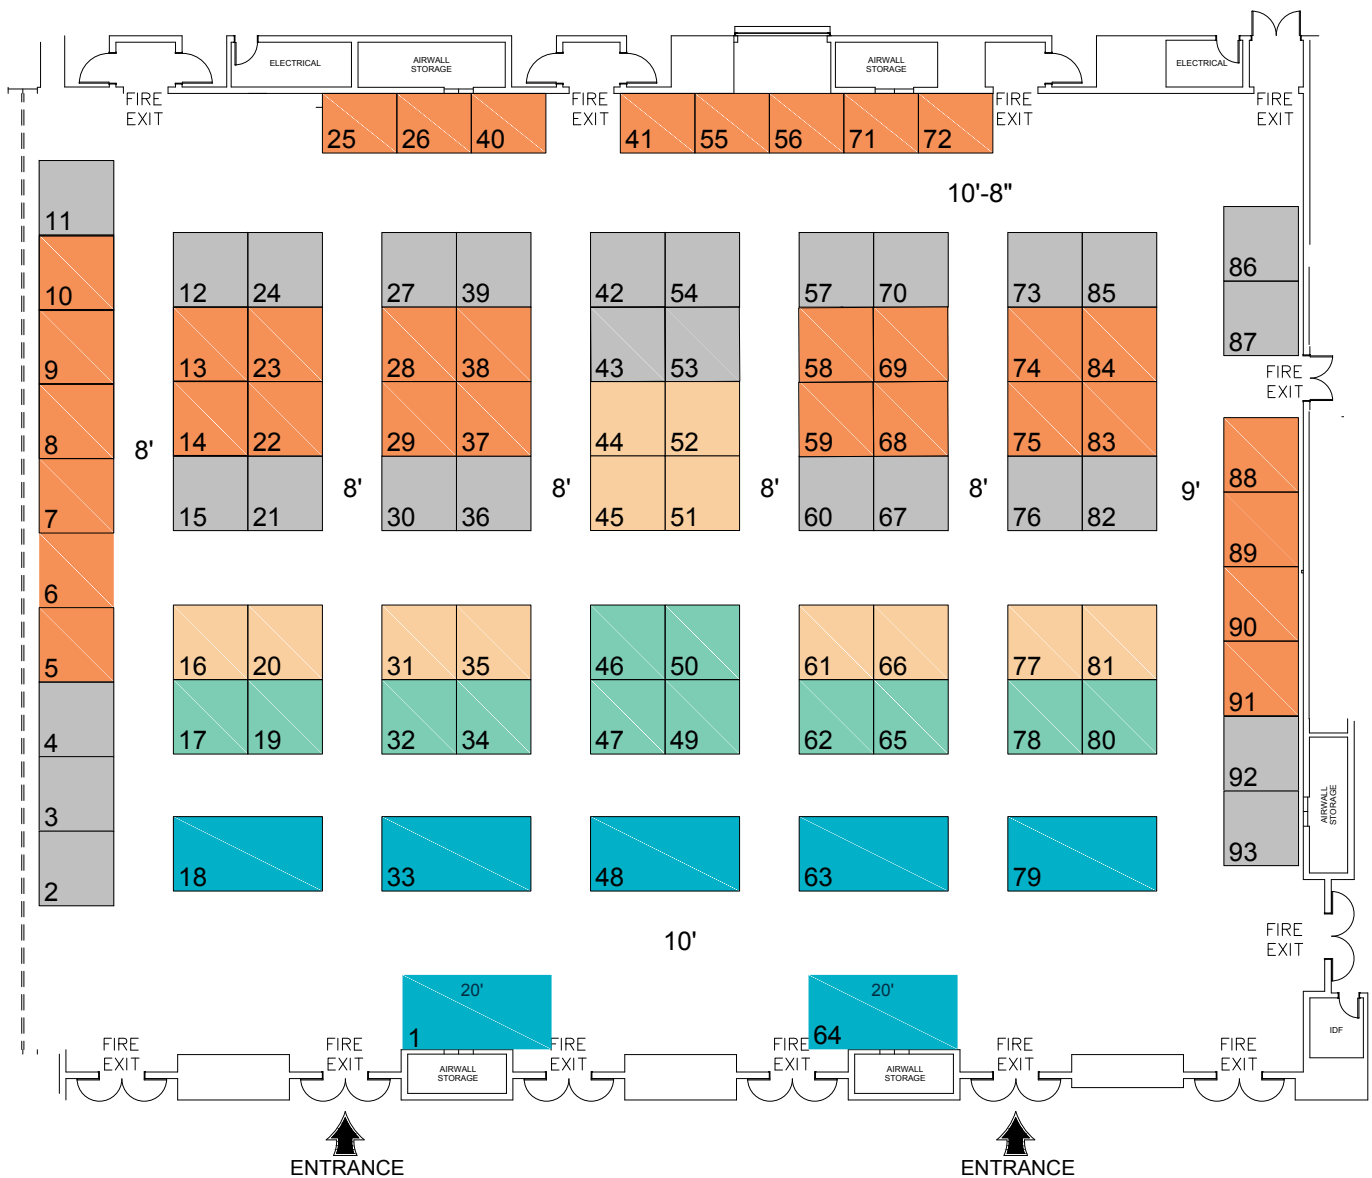 ELECTRICAL
AIRWALL
STORAGE
AIRWALL
STORAGE
ELECTRICAL
FIRE
EXIT
FIRE
EXIT
FIRE
EXIT
FIRE
EXIT
25 26 40 41 55 56 71 72
10'-8"
11
86
10 12 24 27 39 42 54 57 70 73 85
87
9 13 23 28 38 43 53 58 69 74 84
FIRE
EXIT
8 14 22 29 37 44 52 59 68 75 83
8'
88
8' 8' 8' 8' 9'
7 15 21 30 36 45 51 60 67 76 82
89
6
90
5 16 20 31 35 46 50 61 66 77 81
91
4 17 19 32 34 47 49 62 65 78 80
92
AIRWALL
STORAGE
3
93
2 18 33 48 63 79
10'
FIRE
EXIT
20' 20'
1 64
IDF
FIRE
EXIT
FIRE
EXIT
FIRE
EXIT
FIRE
EXIT
FIRE
EXIT
FIRE
EXIT
AIRWALL
STORAGE
AIRWALL
STORAGE
ENTRANCE
ENTRANCE